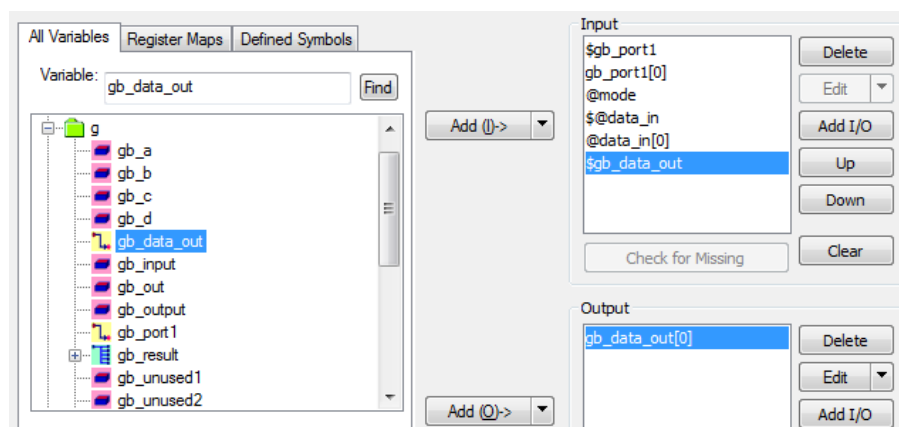 All Variables
Register Maps
Defined Symbols
Variable:
gb_data_out
Find
g
gb_a
gb_b
gb_c
gb_d
gb_data_out
gb_input
gb_out
gb_output
gb_port1
gb_result
gb_unused1
gb_unused2
Add (I)->
Add (O)->
Input
$gb_port1
gb_port1[0]
@mode
$@data_in
@data_in[0]
$gb_data_out
Delete
Edit
Add I/O
Up
Down
Check for Missing
Clear
Output
gb_data_out[0]
Delete
Edit
Add I/O